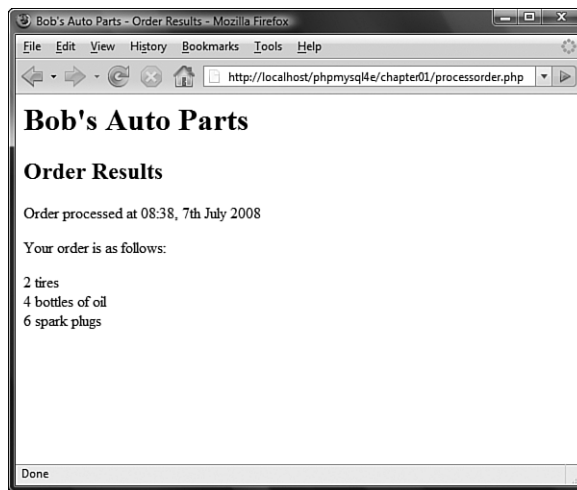 Bob's Auto Parts - Order Results - Mozilla Firefox
File Edit View History Bookmarks Tools Help
http://localhost/phpmysql4e/chapter01/processorder.php
Bob's Auto Parts
Order Results
Order processed at 08:38, 7th July 2008
Your order is as follows:
2 tires
4 bottles of oil
6 spark plugs
Done